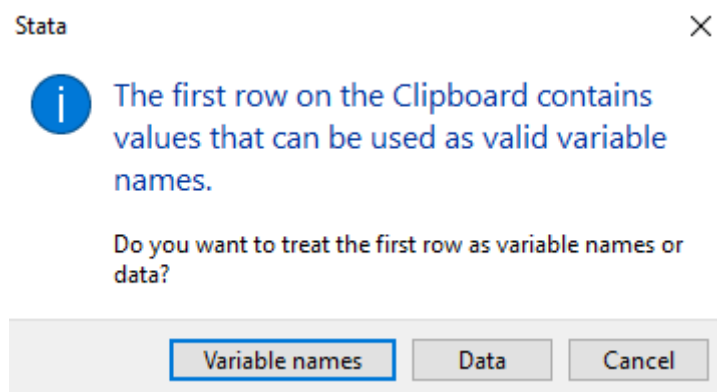 Stata
The first row on the Clipboard contains
values that can be used as valid variable
names.
Do you want to treat the first row as variable names or
data?
Variable names Data Cancel